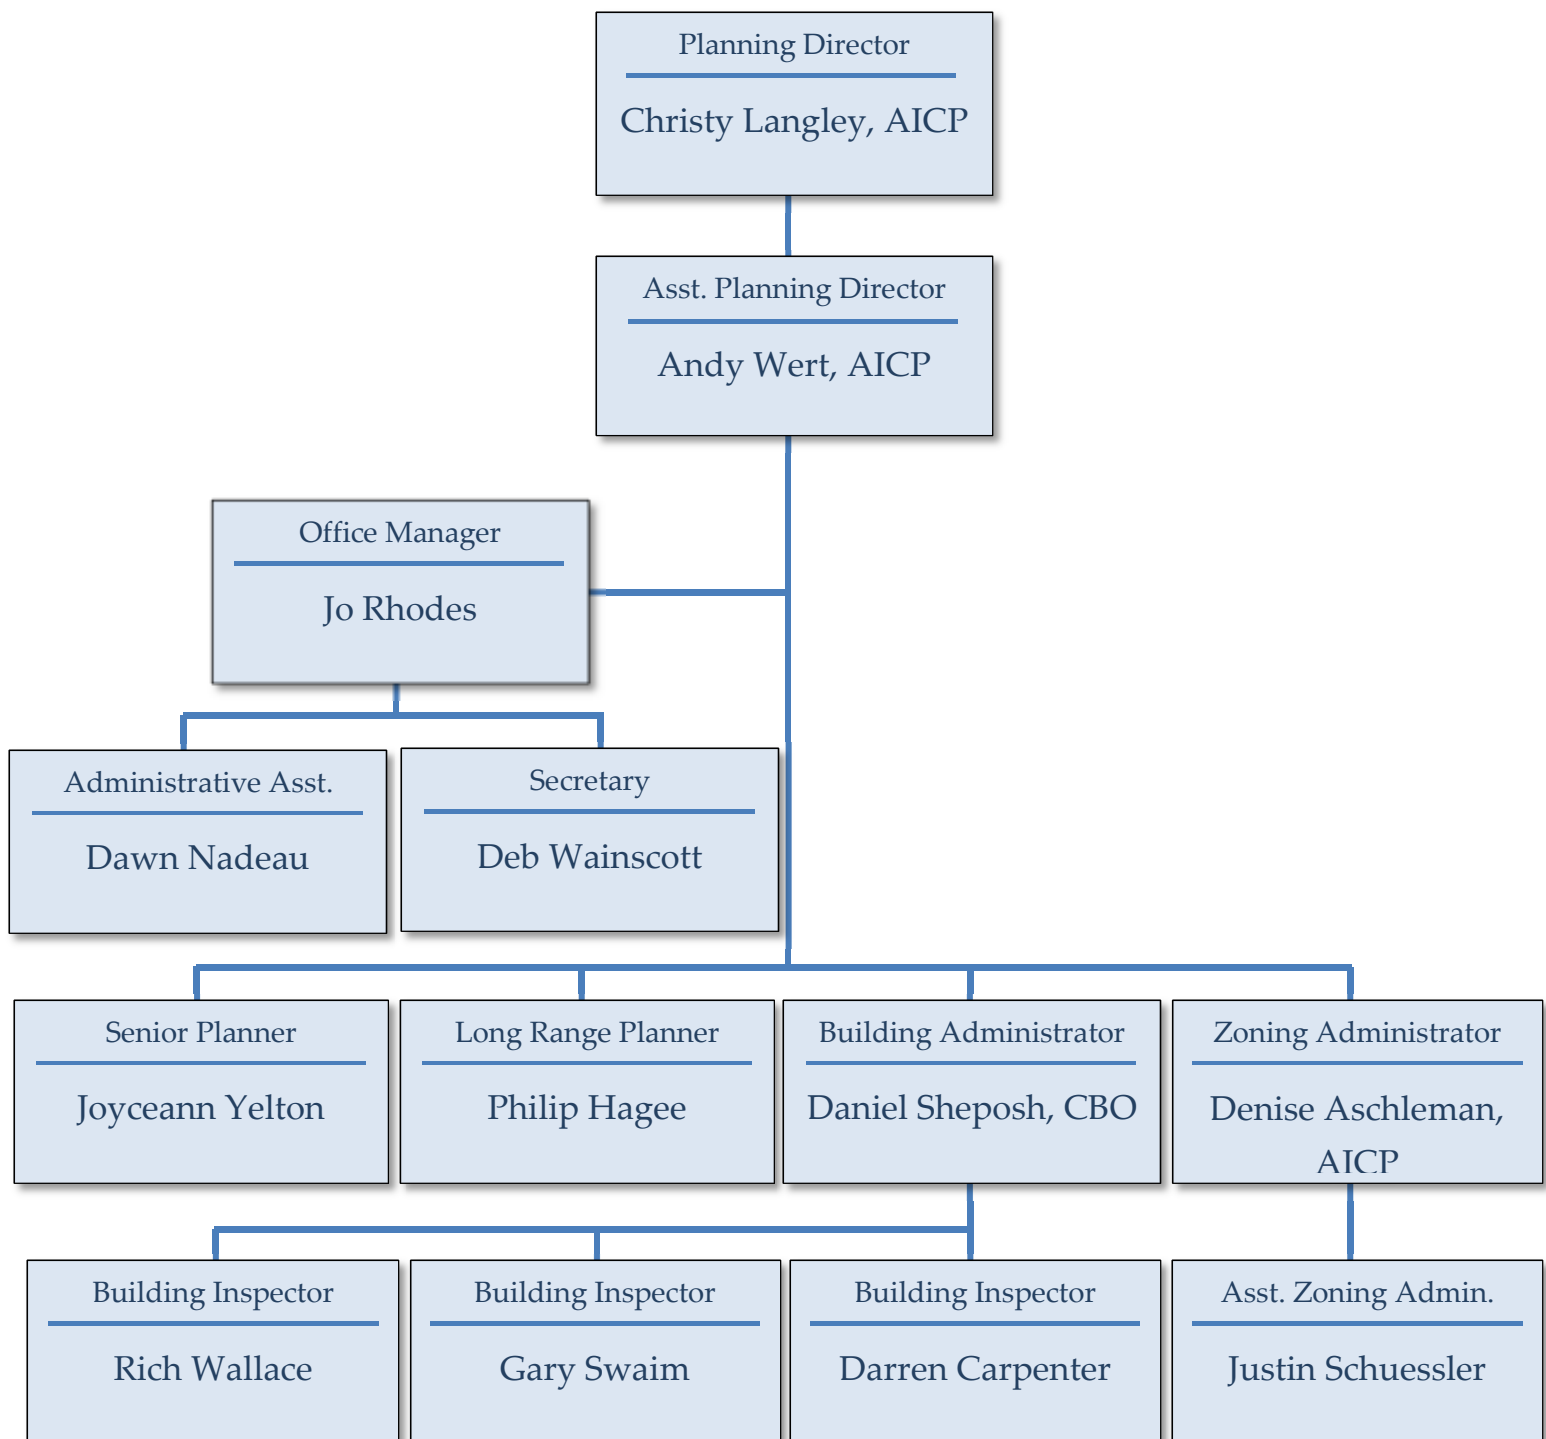 Planning Director
Christy Langley, AICP
Asst. Planning Director
Andy Wert, AICP
Office Manager
Jo Rhodes
Administrative Asst.
Dawn Nadeau
Secretary
Deb Wainscott
Senior Planner
Joyceann Yelton
Long Range Planner
Philip Hagee
Building Administrator
Daniel Sheposh, CBO
Zoning Administrator
Denise Aschleman,
AICP
Building Inspector
Rich Wallace
Building Inspector
Gary Swaim
Building Inspector
Darren Carpenter
Asst. Zoning Admin.
Justin Schuessler